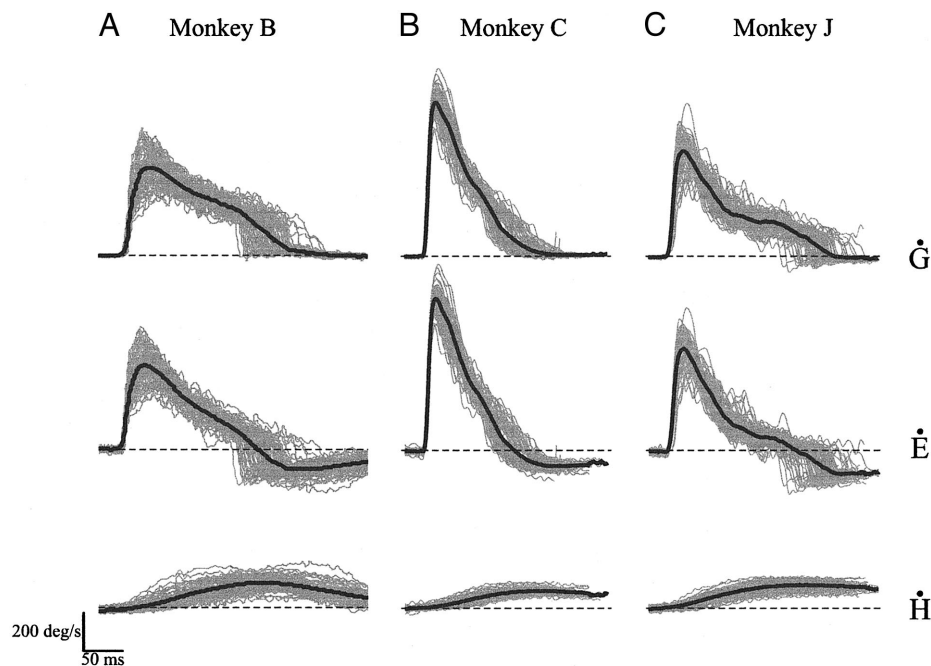 A Monkey B
B Monkey C
C Monkey J
Ġ
Ė
Ḣ
200 deg/s
50 ms